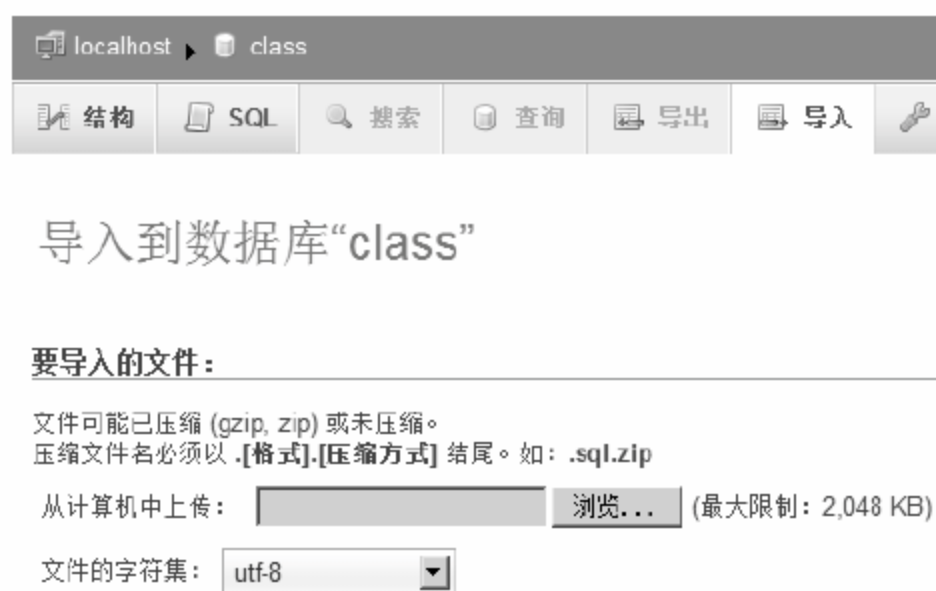 localhost class
结构 SQL 搜索 查询 导出 导入
导入到数据库“class”
要导入的文件：
文件可能已压缩 (gzip, zip) 或未压缩。
压缩文件名必须以 .[格式].[压缩方式] 结尾。如：.sql.zip
从计算机中上传： 浏览... (最大限制：2,048 KB)
文件的字符集： utf-8